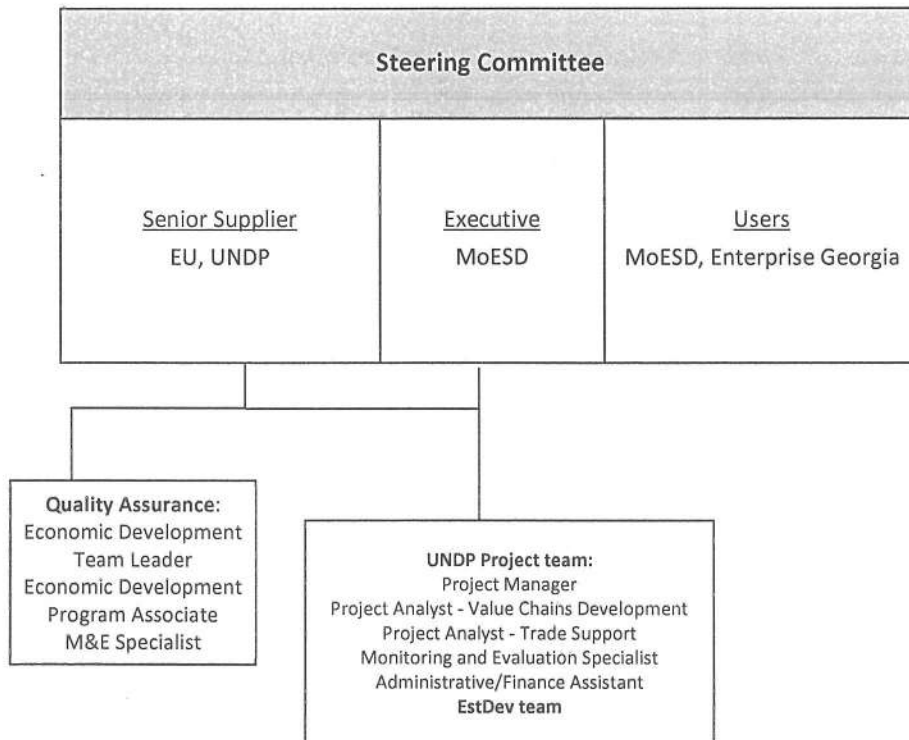 Steering Committee
Senior Supplier
EU, UNDP
Executive
MoESD
Users
MoESD, Enterprise Georgia
Quality Assurance:
Economic Development
Team Leader
Economic Development
Program Associate
M&E Specialist
UNDP Project team:
Project Manager
Project Analyst - Value Chains Development
Project Analyst - Trade Support
Monitoring and Evaluation Specialist
Administrative/Finance Assistant
EstDev team